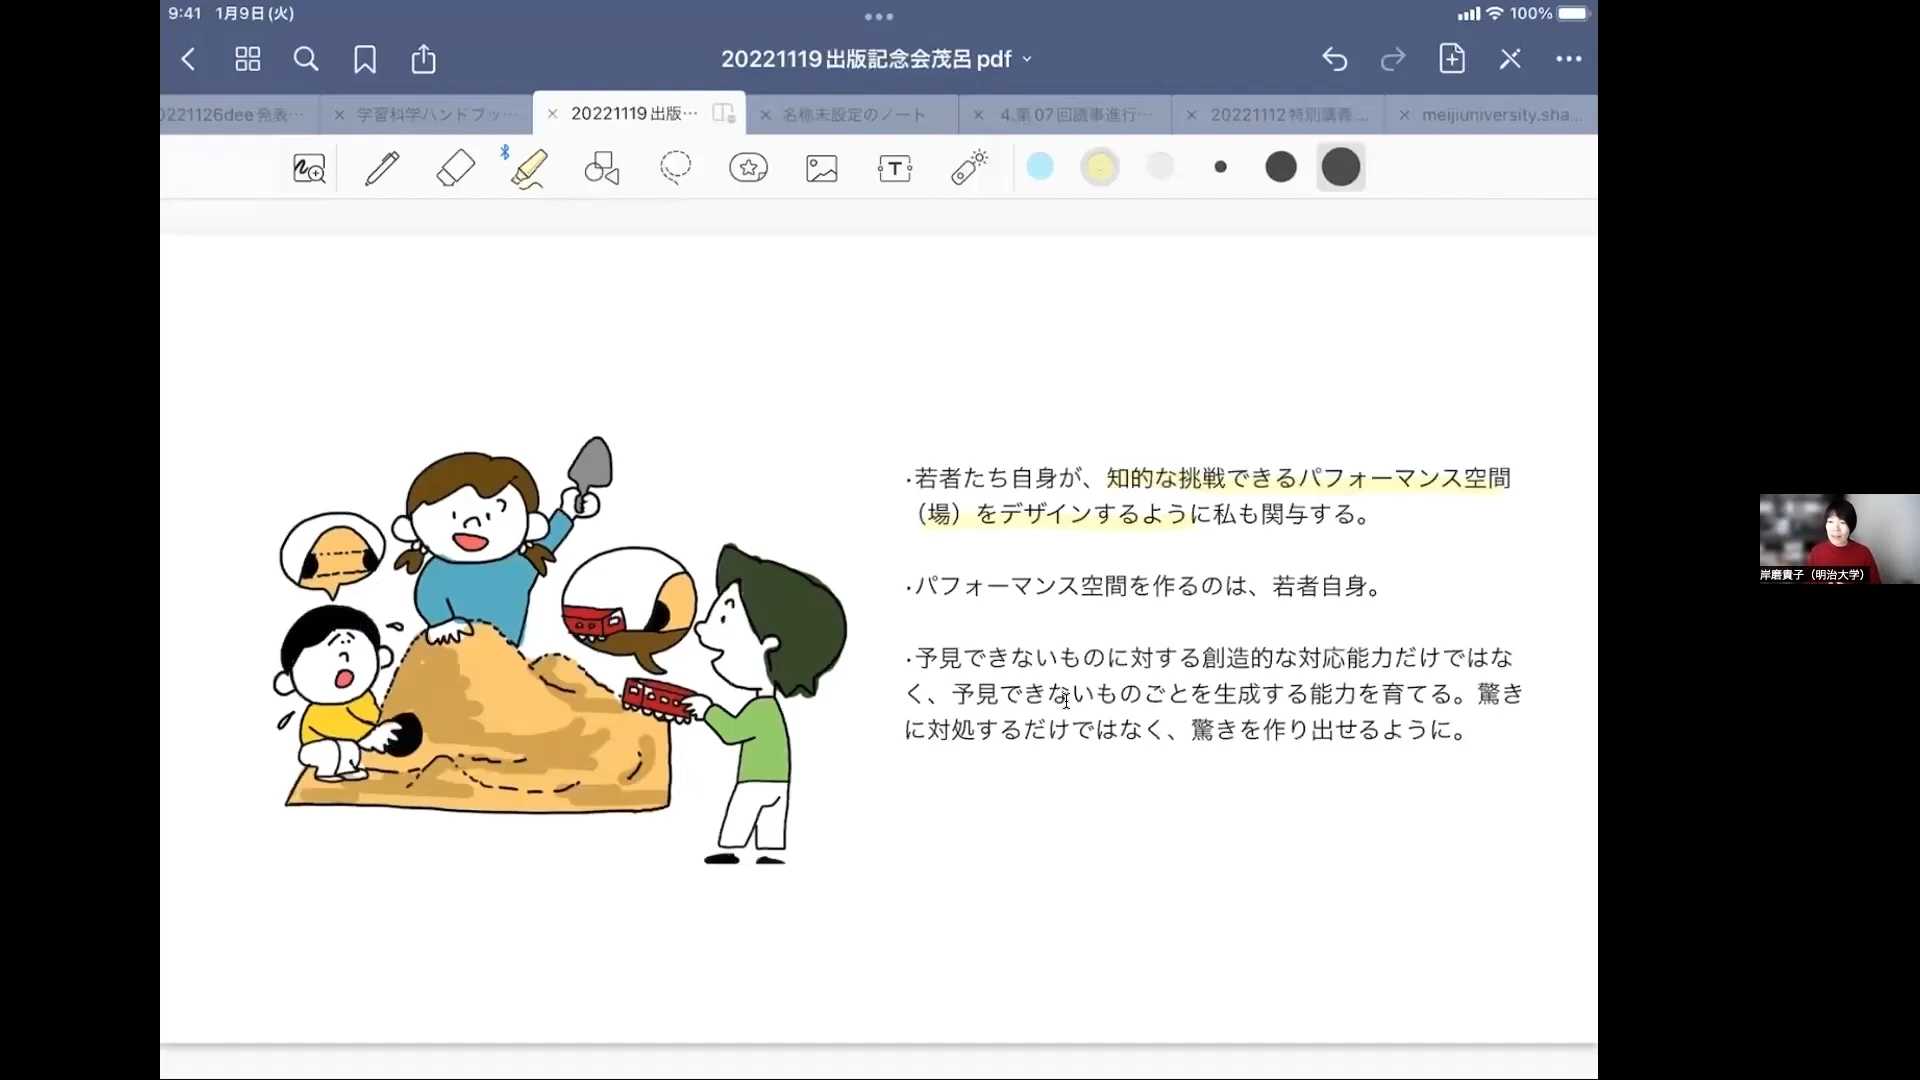 9:41 1月9日(火)
100%
20221119出版記念会茂呂pdf
0221126dee発表…
学習科学ハンドブッ…
20221119出版…
名称未設定のノート
4.第07回議事進行…
20221112特別講義…
meijiuniversity.sha...
T
・若者たち自身が、知的な挑戦できるパフォーマンス空間
（場）をデザインするように私も関与する。
・パフォーマンス空間を作るのは、若者自身。
・予見できないものに対する創造的な対応能力だけではな
く、予見できないものごとを生成する能力を育てる。驚き
に対処するだけではなく、驚きを作り出せるように。
岸磨貴子（明治大学）